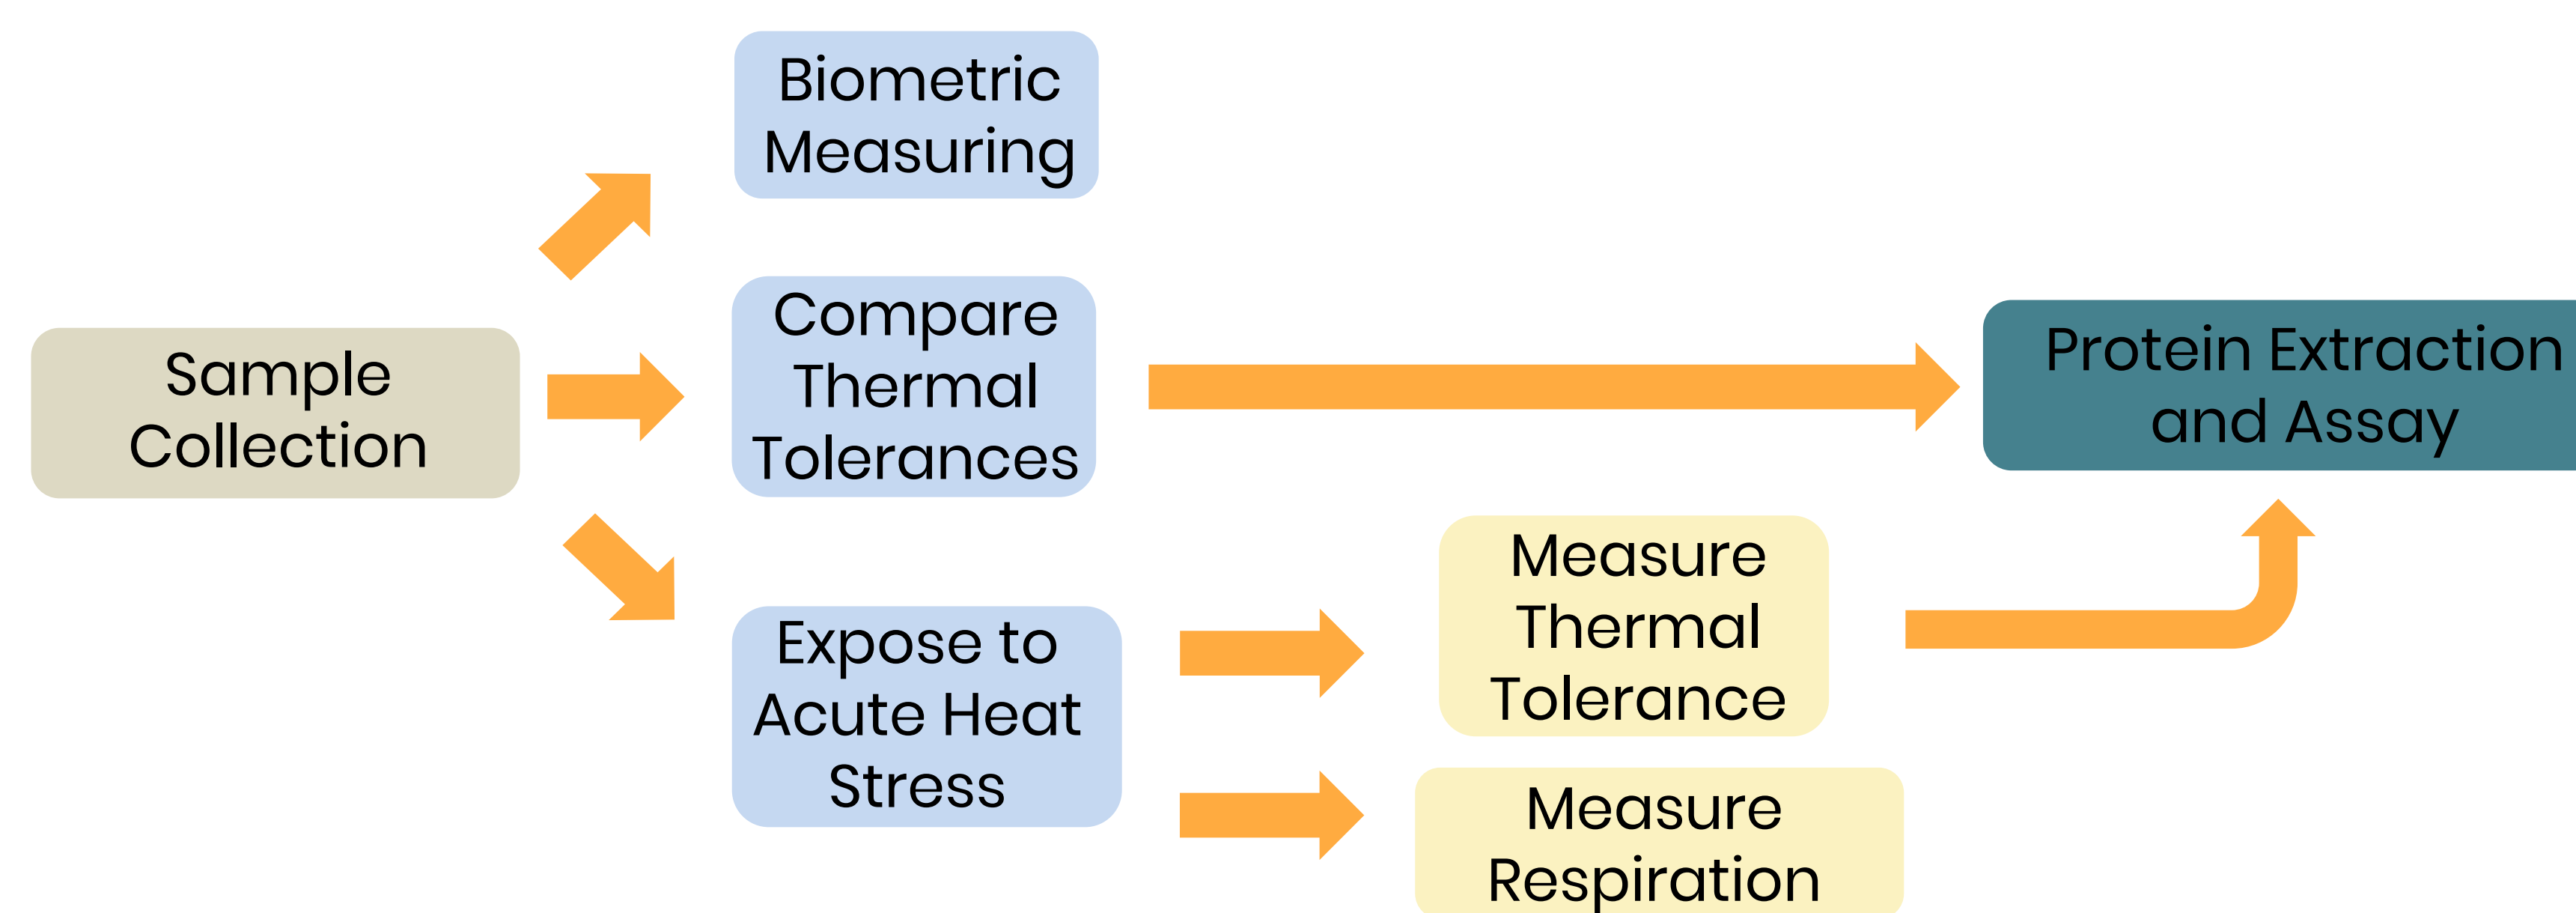 Biometric
Measuring
Sample
Collection
Compare
Thermal
Tolerances
Expose to
Acute Heat
Stress
Measure
Thermal
Tolerance
Measure
Respiration
Protein Extraction
and Assay